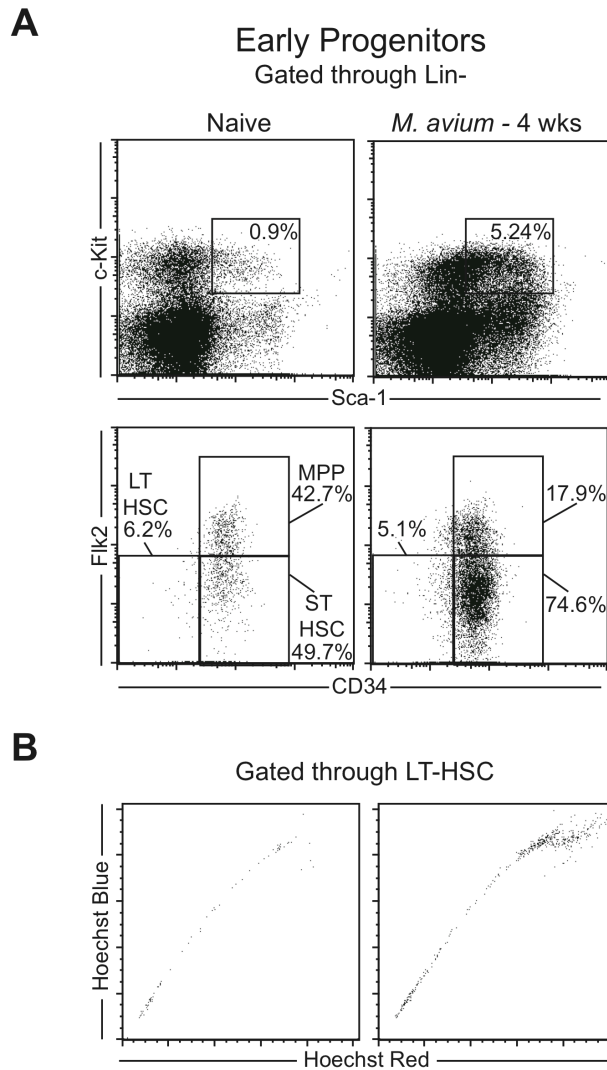 A
Early Progenitors
Gated through Lin-
Naive
M. avium - 4 wks
c-Kit
0.9%
5.24%
Sca-1
Flk2
LT
HSC
6.2%
MPP
42.7%
ST
HSC
49.7%
5.1%
17.9%
74.6%
CD34
B
Gated through LT-HSC
Hoechst Blue
Hoechst Red